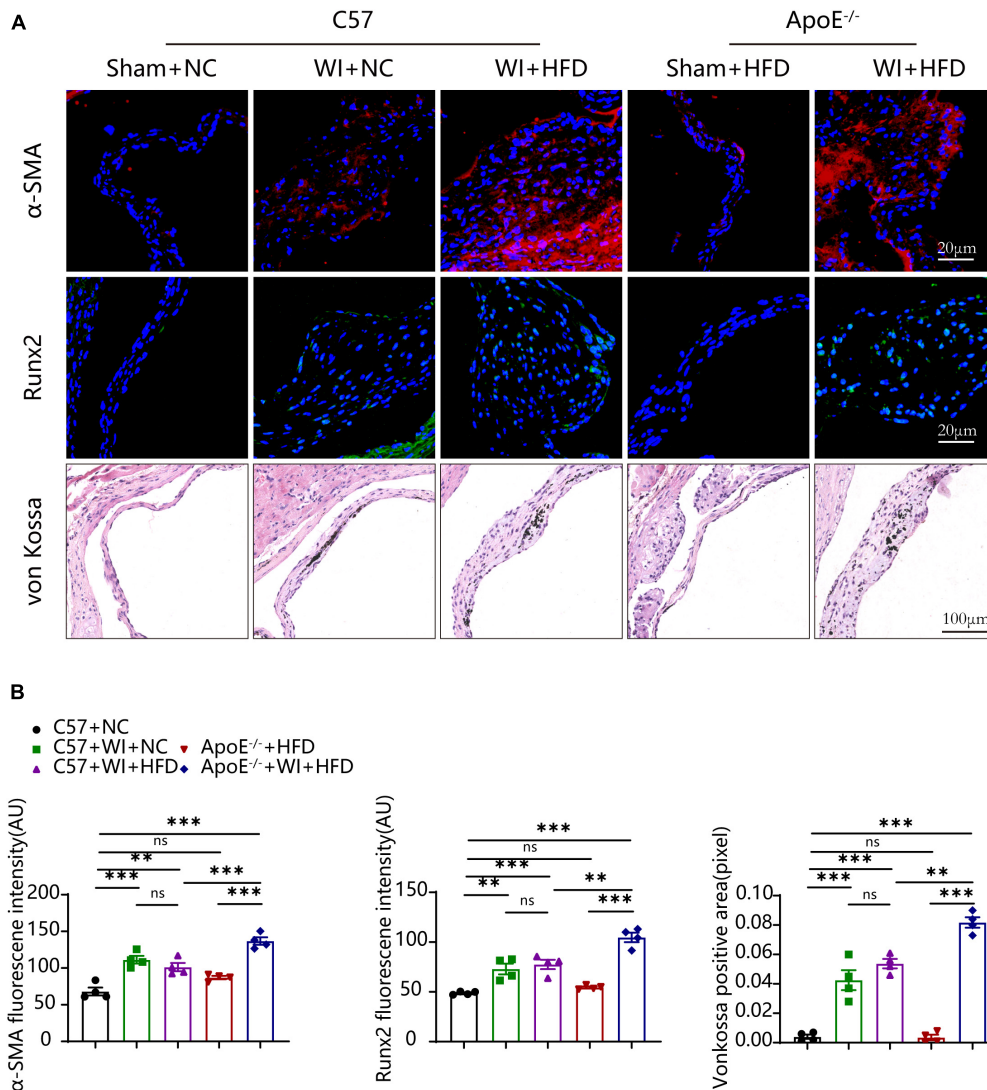 A
C57
ApoE-/-
Sham+NC
WI+NC
WI+HFD
Sham+HFD
WI+HFD
α-SMA
20μm
Runx2
20μm
von Kossa
100μm
B
C57+NC
C57+WI+NC
ApoE-/-+HFD
C57+WI+HFD
ApoE-/-+WI+HFD
α-SMA fluorescene intensity(AU)
***
ns
**
***
***
ns
***
200
150
100
50
0
Runx2 fluorescene intensity(AU)
***
ns
***
**
**
ns
***
150
100
50
0
Vonkossa positive area(pixel)
***
ns
***
**
***
ns
***
0.10
0.08
0.06
0.04
0.02
0.00